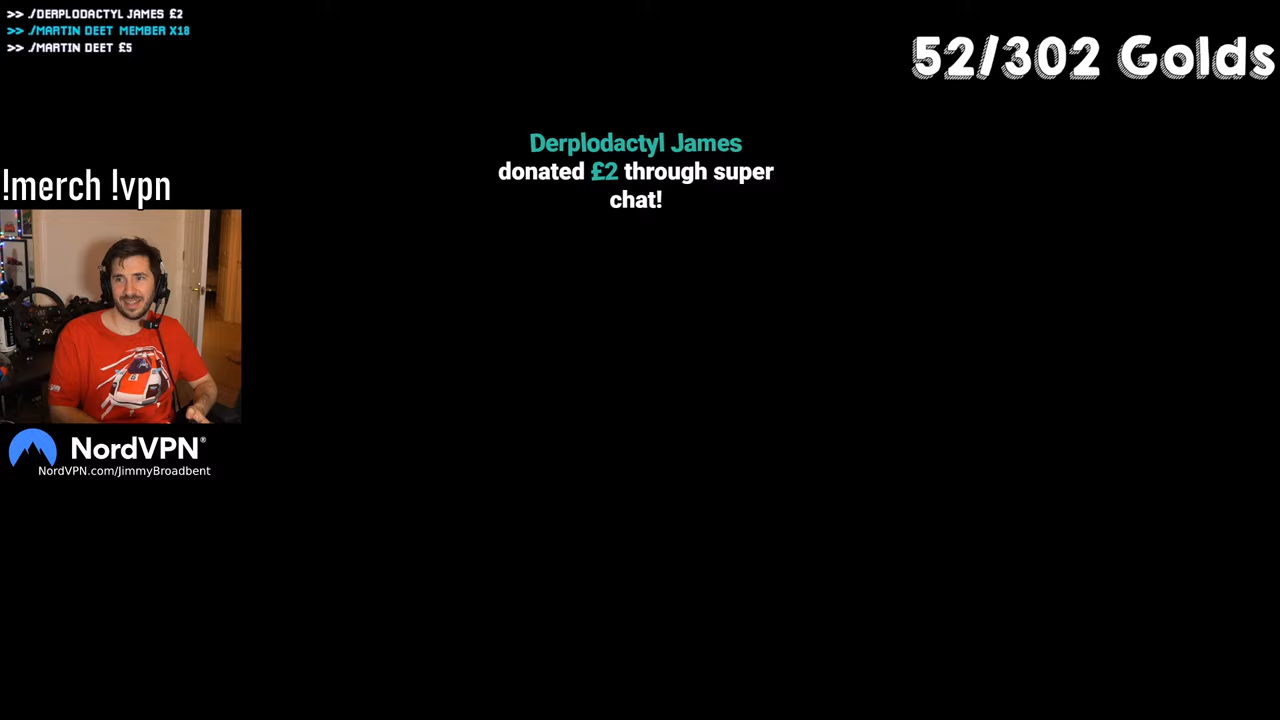 >> ./DERPLODACTYL JAMES £2
>> ./MARTIN DEET MEMBER X18
>> ./MARTIN DEET £5
52/302 Golds
Derplodactyl James
donated £2 through super
chat!
!merch !vpn
NordVPN®
NordVPN.com/JimmyBroadbent